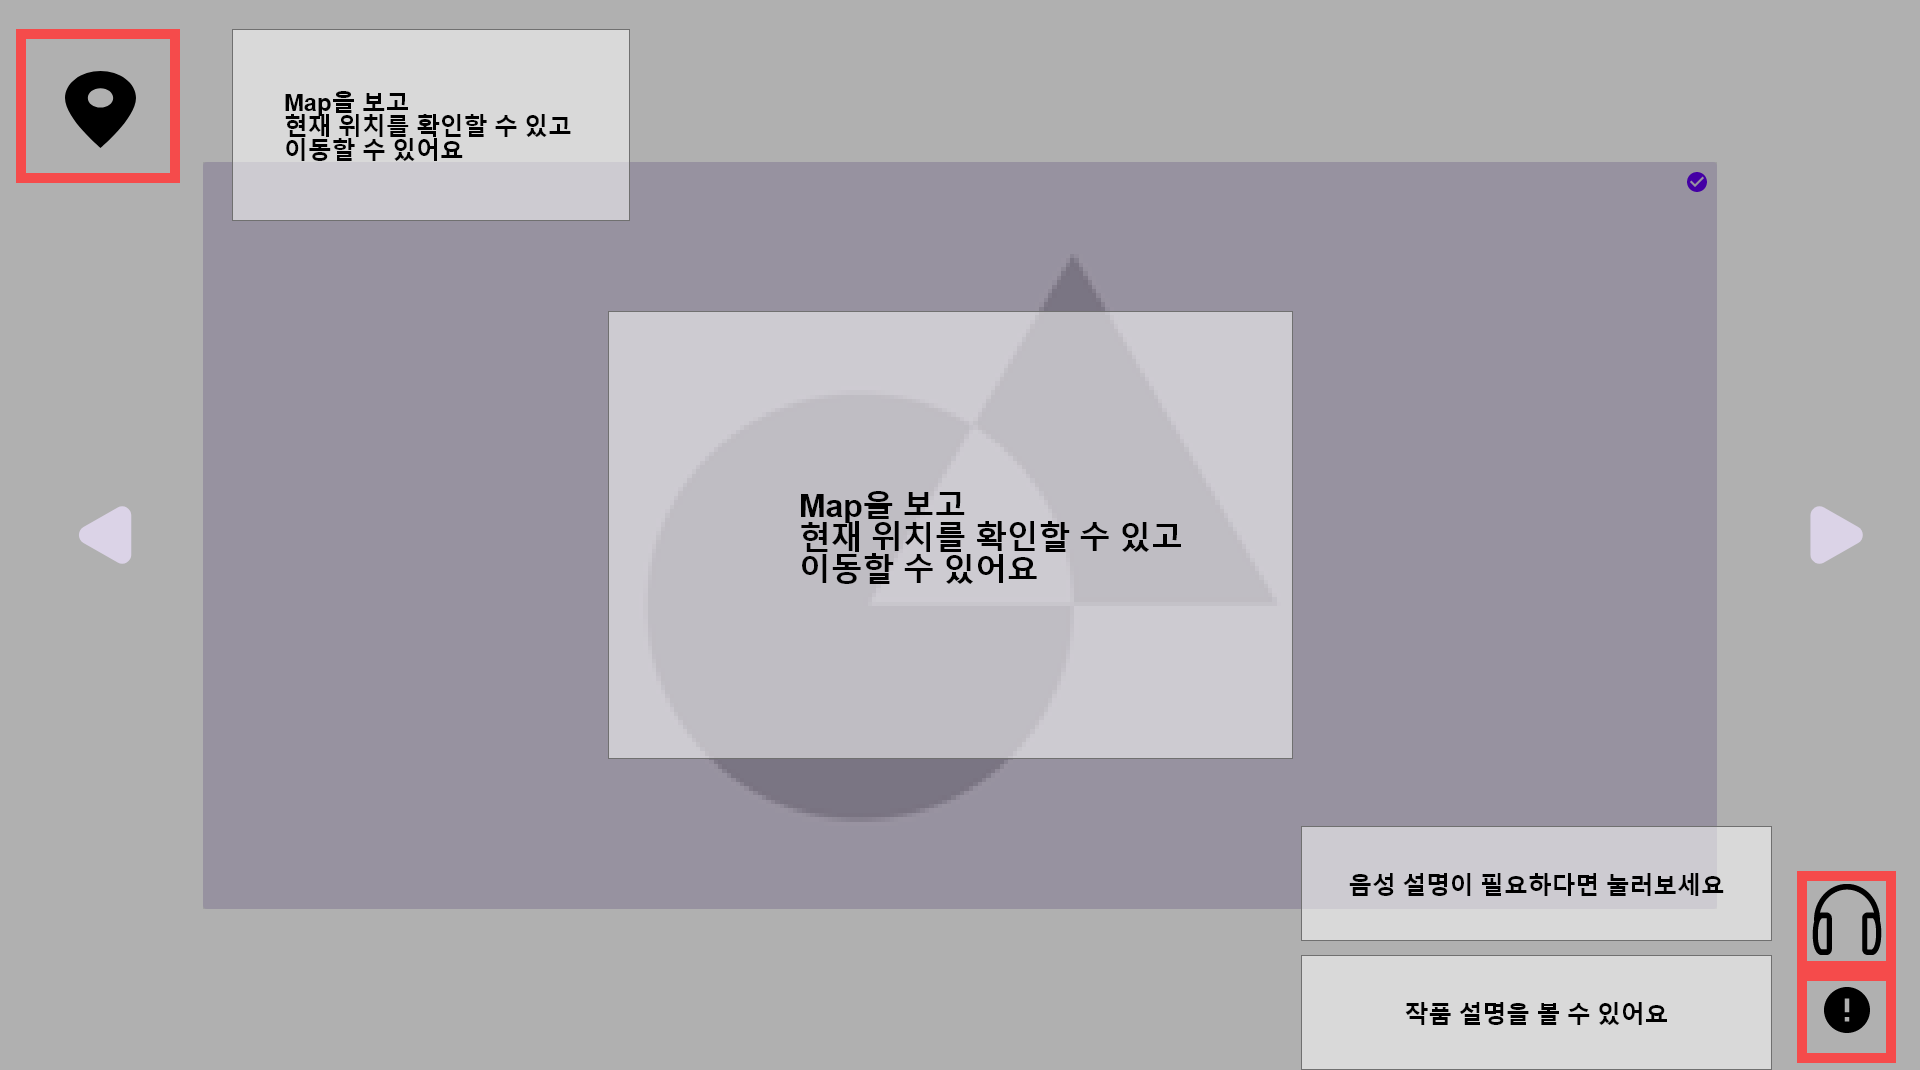 Map을 보고
현재 위치를 확인할 수 있고
이동할 수 있어요
Map을 보고
현재 위치를 확인할 수 있고
이동할 수 있어요
음성 설명이 필요하다면 눌러보세요
작품 설명을 볼 수 있어요